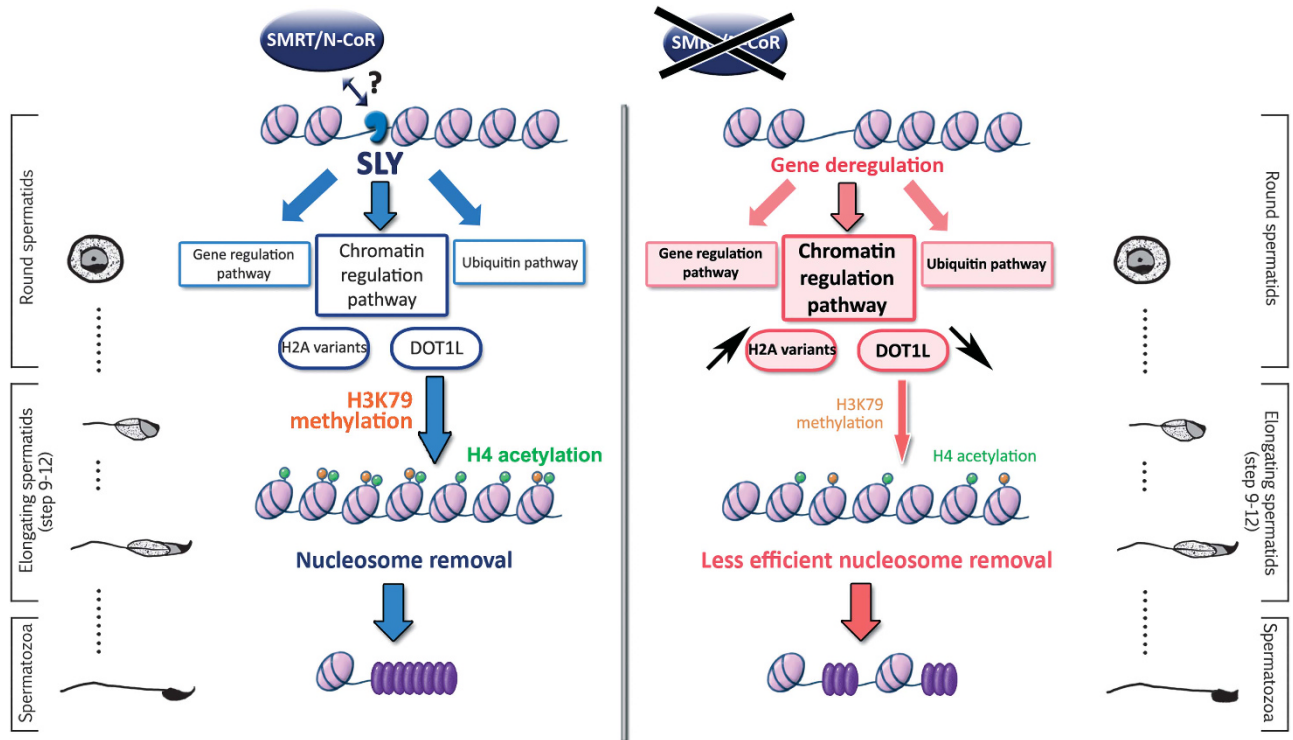 SMRT/N-CoR
?
SLY
Gene regulation
pathway
Chromatin
regulation
pathway
Ubiquitin pathway
H2A variants
DOT1L
H3K79
methylation
H4 acetylation
Nucleosome removal
Round spermatids
Elongating spermatids
(step 9-12)
Spermatozoa
SMRT/N-CoR
Gene deregulation
Gene regulation
pathway
Chromatin
regulation
pathway
Ubiquitin pathway
H2A variants
DOT1L
H3K79
methylation
H4 acetylation
Less efficient nucleosome removal
Round spermatids
Elongating spermatids
(step 9-12)
Spermatozoa